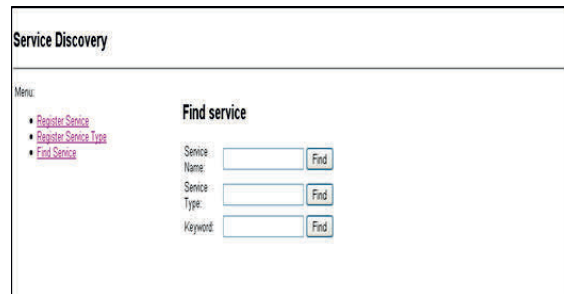 Service Discovery
Menu:
Register Service
Register Service Type
Find Service
Find service
Service
Name:
Find
Service
Type:
Find
Keyword:
Find